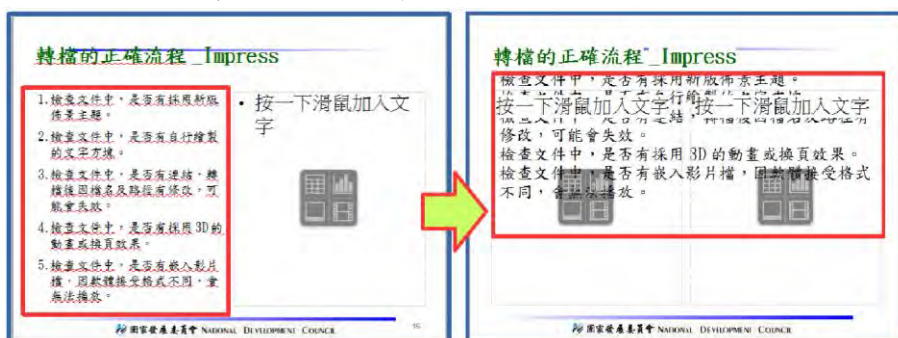 轉檔的正確流程_Impress
1.檢查文件中，是否有採用新版
佈景主題。
2.檢查文件中，是否有自行繪製
的文字方塊。
3.檢查文件中，是否有連結，轉
檔後因檔名及路徑有修改，可
能會失效。
4.檢查文件中，是否有採用3D的
動畫或換頁效果。
5.檢查文件中，是否有嵌入影片
檔，因軟體接受格式不同，會
無法播放。
• 按一下滑鼠加入文
字
國家發展委員會 NATIONAL DEVELOPMENT COUNCIL
16
轉檔的正確流程_Impress
檢查文件中，是否有採用新版佈景主題。
按一下滑鼠加入文字 按一下滑鼠加入文字
修改，可能會失效。
檢查文件中，是否有採用 3D 的動畫或換頁效果。
檢查文件中，是否有嵌入影片檔，因軟體接受格式
不同，會無法播放。
國家發展委員會 NATIONAL DEVELOPMENT COUNCIL